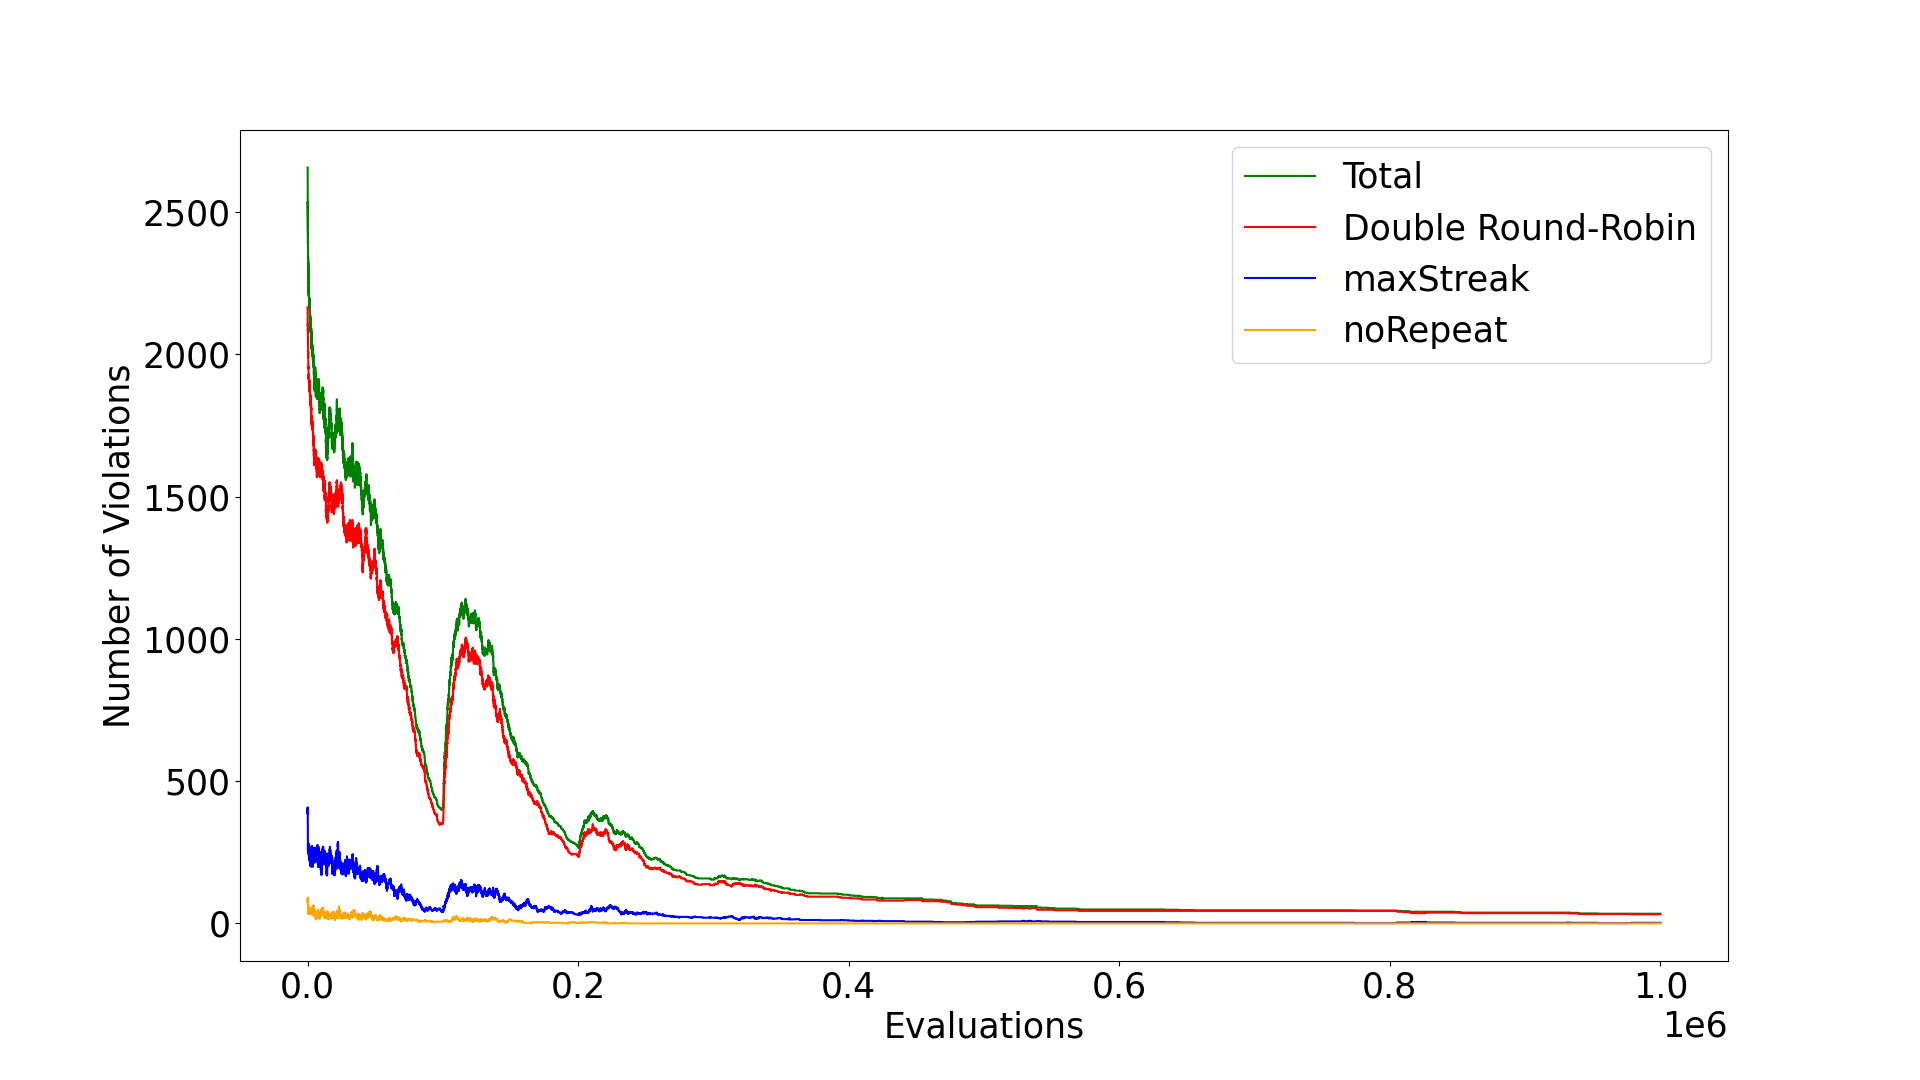 Total
Double Round-Robin
maxStreak
noRepeat
Number of Violations
2500
2000
1500
1000
500
0
0.0 0.2 0.4 0.6 0.8 1.0
Evaluations
1e6